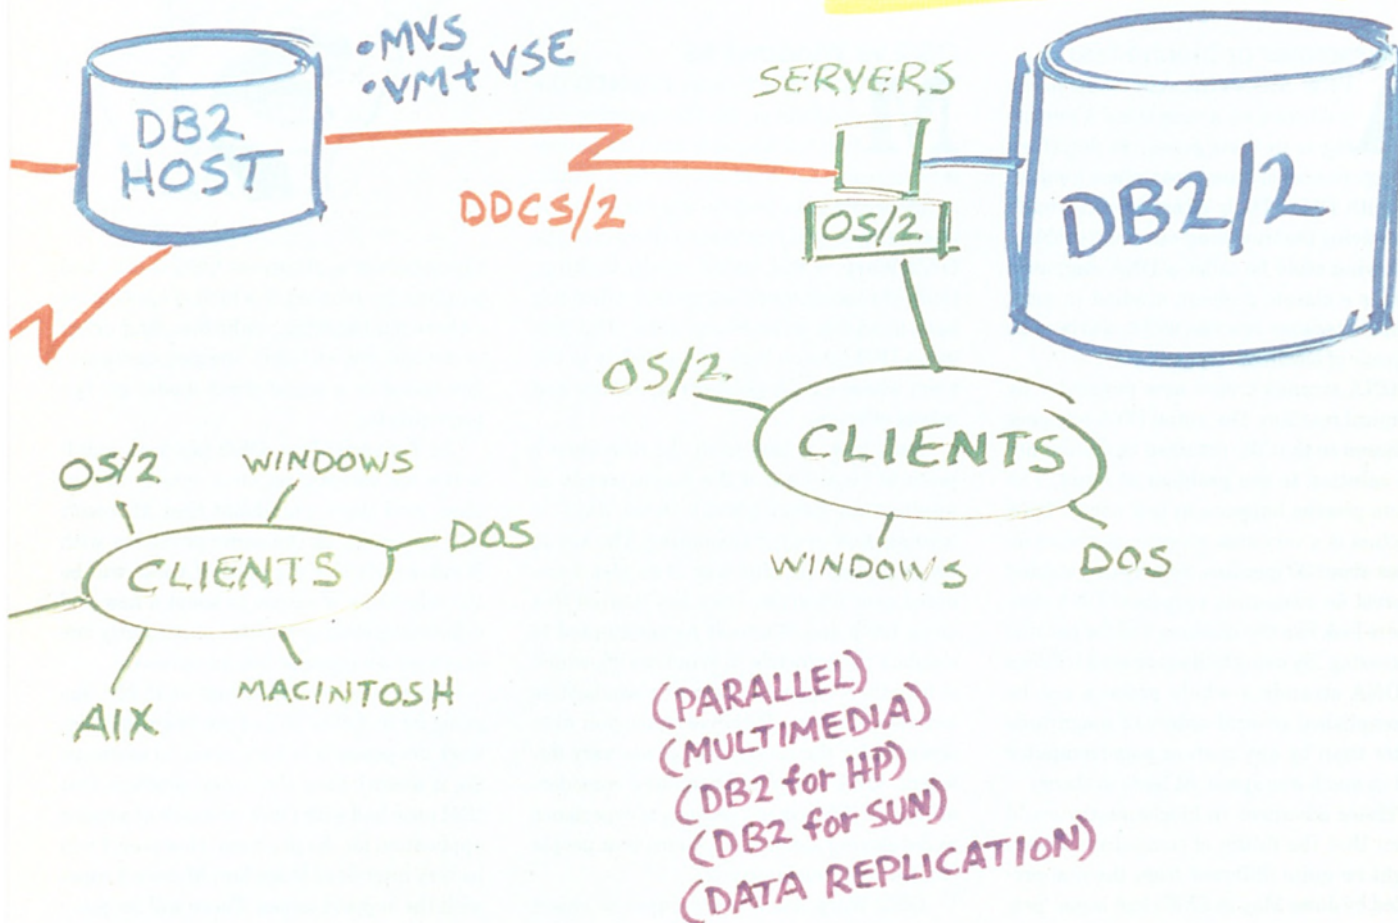 •MVS
•VM+VSE
DB2
HOST
SERVERS
DB2/2
DDCS/2
OS/2
OS/2
CLIENTS
WINDOWS
DOS
OS/2
WINDOWS
DOS
CLIENTS
AIX
MACINTOSH
(PARALLEL)
(MULTIMEDIA)
(DB2 for HP)
(DB2 for SUN)
(DATA REPLICATION)